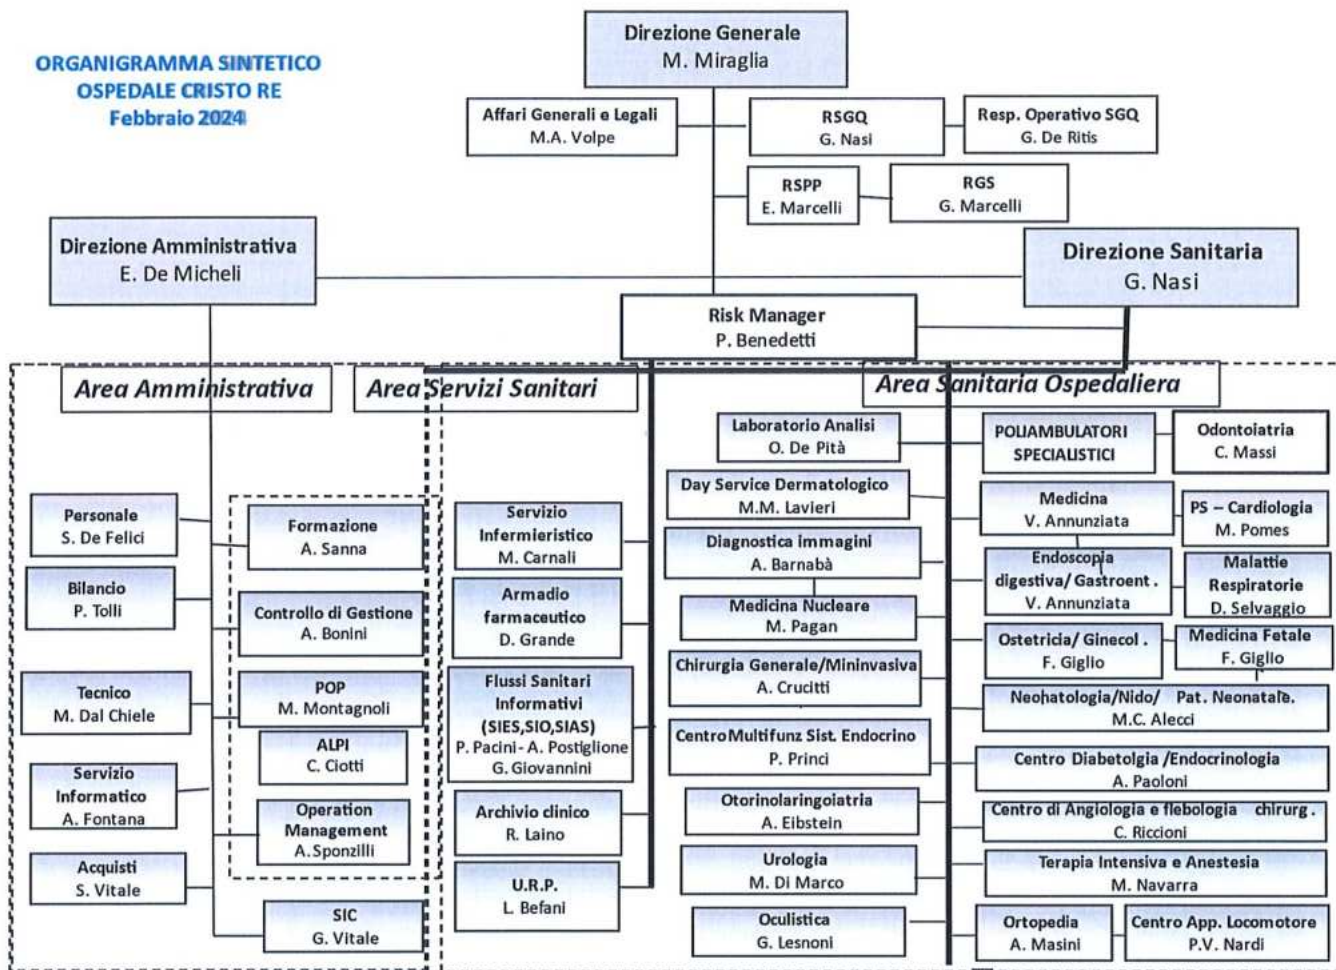 ORGANIGRAMMA SINTETICO
OSPEDALE CRISTO RE
Febbraio 2024
Direzione Generale
M. Miraglia
Affari Generali e Legali
M.A. Volpe
RSGQ
G. Nasi
Resp. Operativo SGQ
G. De Ritis
RSPP
E. Marcelli
RGS
G. Marcelli
Direzione Amministrativa
E. De Micheli
Direzione Sanitaria
G. Nasi
Risk Manager
P. Benedetti
Area Amministrativa
Area Servizi Sanitari
Area Sanitaria Ospedaliera
Personale
S. De Felici
Bilancio
P. Tolli
Tecnico
M. Dal Chiele
Servizio
Informatico
A. Fontana
Acquisti
S. Vitale
Formazione
A. Sanna
Controllo di Gestione
A. Bonini
POP
M. Montagnoli
ALPI
C. Ciotti
Operation
Management
A. Sponzilli
SIC
G. Vitale
Servizio
Infermieristico
M. Carnali
Armadio
farmaceutico
D. Grande
Flussi Sanitari
Informativi
(SIES,SIO,SIAS)
P. Pacini- A. Postiglione
G. Giovannini
Archivio clinico
R. Laino
U.R.P.
L. Befani
Laboratorio Analisi
O. De Pità
Day Service Dermatologico
M.M. Lavieri
Diagnostica Immagini
A. Barnabà
Medicina Nucleare
M. Pagan
Chirurgia Generale/Mininvasiva
A. Crucitti
Centro Multifunz Sist. Endocrino
P. Princi
Otorinolaringoiatria
A. Eibstein
Urologia
M. Di Marco
Oculistica
G. Lesnoni
POLIAMBULATORI
SPECIALISTICI
Odontoiatria
C. Massi
Medicina
V. Annunziata
PS – Cardiologia
M. Pomes
Endoscopia
digestiva/ Gastroent .
V. Annunziata
Malattie
Respiratorie
D. Selvaggio
Ostetricia/ Ginecol .
F. Giglio
Medicina Fetale
F. Giglio
Neohatologia/Nido/ Pat. Neonatale.
M.C. Alecci
Centro Diabetolgia /Endocrinologia
A. Paoloni
Centro di Angiologia e flebologia chirurg .
C. Riccioni
Terapia Intensiva e Anestesia
M. Navarra
Ortopedia
A. Masini
Centro App. Locomotore
P.V. Nardi